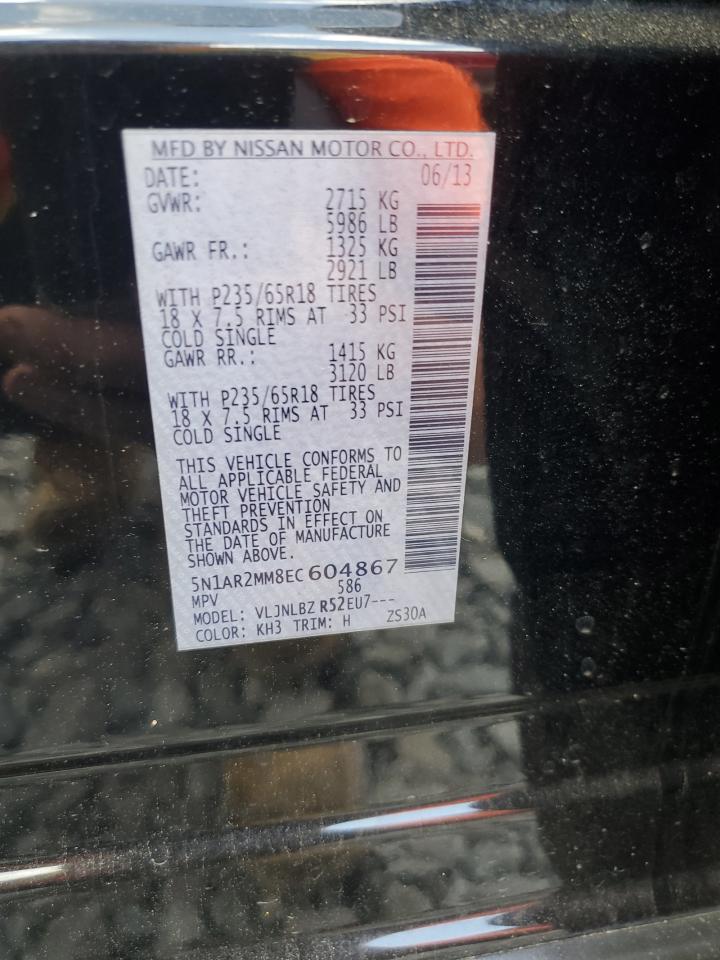 MFD BY NISSAN MOTOR CO., LTD.
DATE: 06/13
GVWR: 2715 KG
5986 LB
GAWR FR.: 1325 KG
2921 LB
WITH P235/65R18 TIRES
18 X 7.5 RIMS AT 33 PSI
COLD SINGLE
GAWR RR.: 1415 KG
3120 LB
WITH P235/65R18 TIRES
18 X 7.5 RIMS AT 33 PSI
COLD SINGLE
THIS VEHICLE CONFORMS TO
ALL APPLICABLE FEDERAL
MOTOR VEHICLE SAFETY AND
THEFT PREVENTION
STANDARDS IN EFFECT ON
THE DATE OF MANUFACTURE
SHOWN ABOVE.
5N1AR2MM8EC604867
MPV 586
MODEL: VLJNLBZ R52EU7---
COLOR: KH3 TRIM: H ZS30A